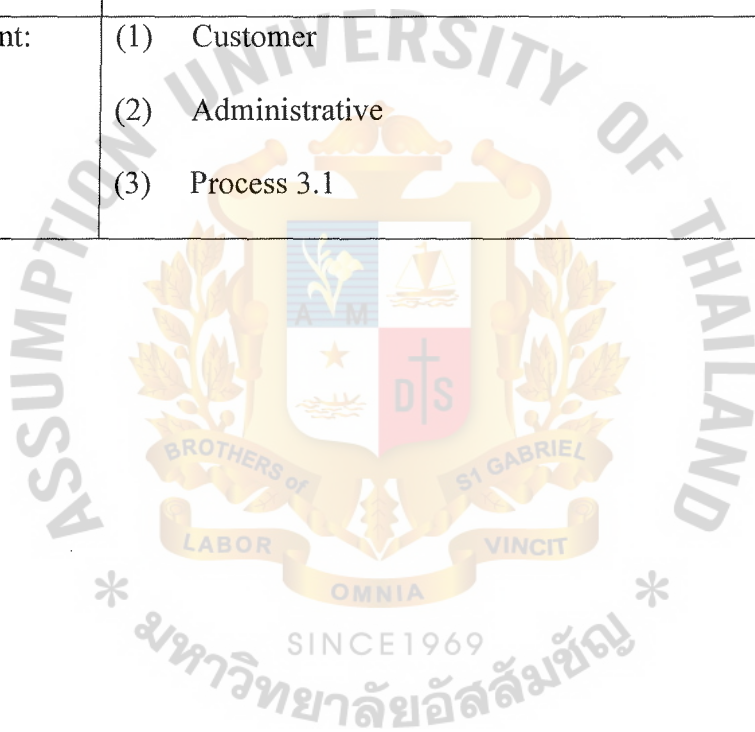 nt: (1) Customer
(2) Administrative
(3) Process 3.1
ASSUMPTION UNIVERSITY OF THAILAND
A M
D S
BROTHERS of S1 GABRIEL
LABOR VINCIT
OMNIA
* SINCE1969 *
มหาวิทยาลัยอัสสัมชัญ